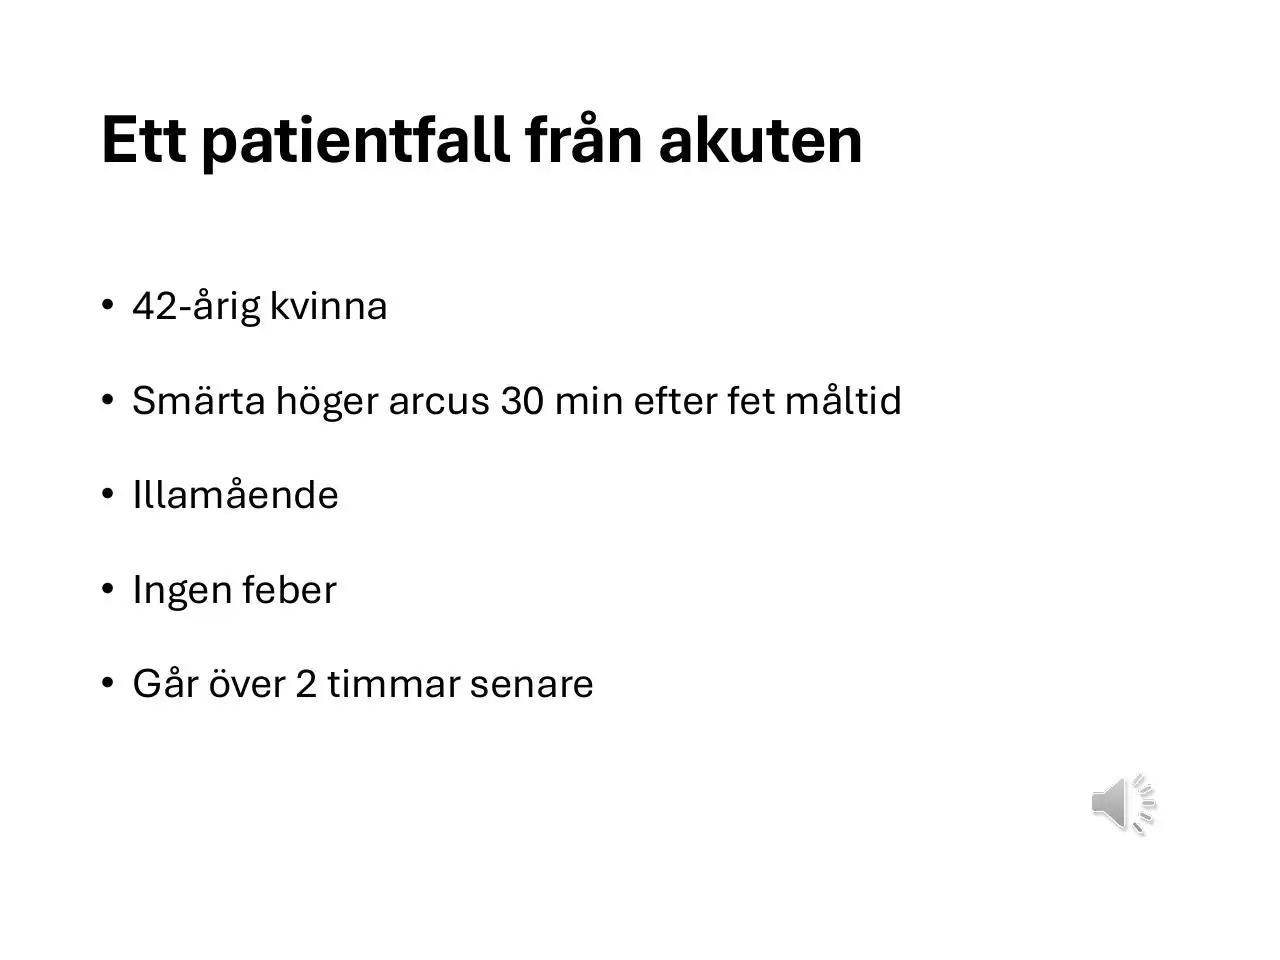 Ett patientfall från akuten
• 42-årig kvinna
• Smärta höger arcus 30 min efter fet måltid
• Illamående
• Ingen feber
• Går över 2 timmar senare